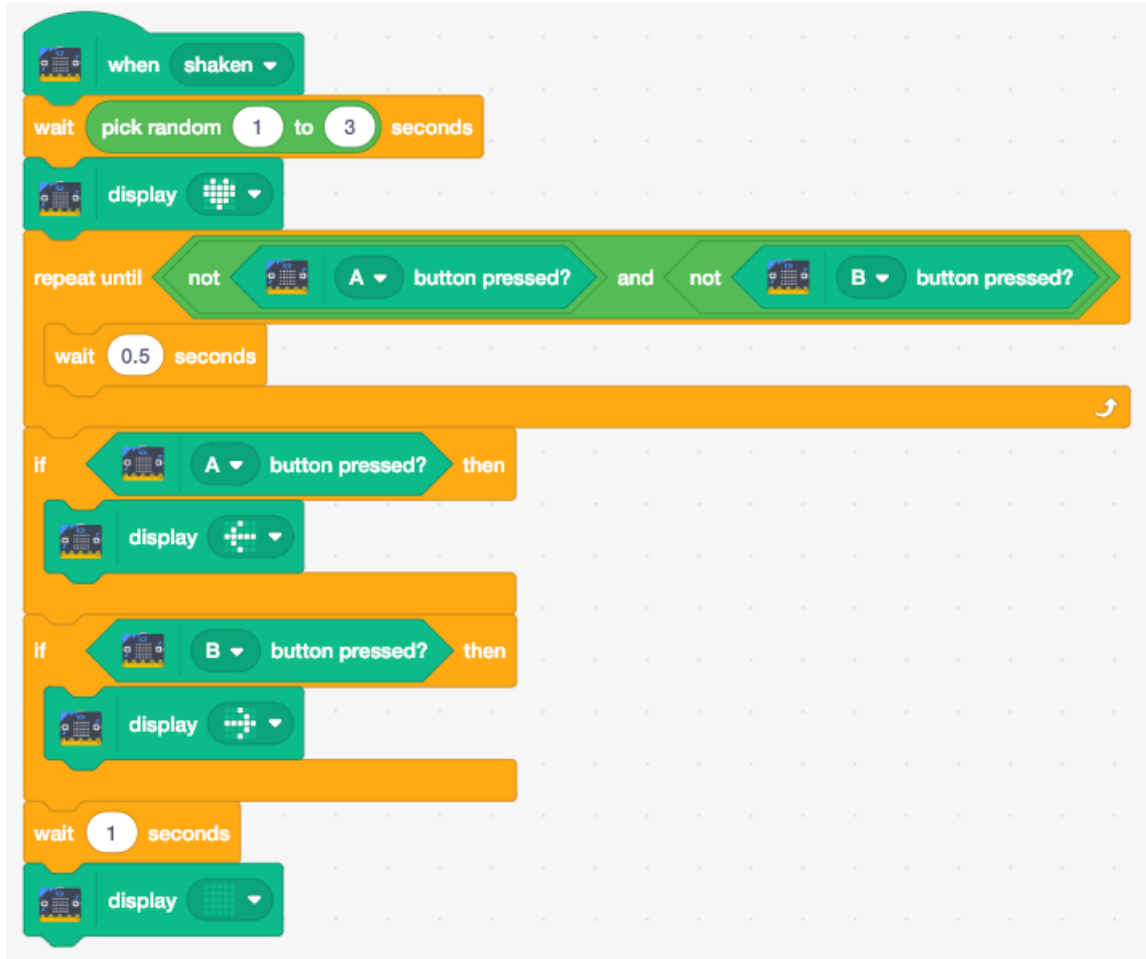 when shaken
wait pick random 1 to 3 seconds
display
repeat until not A button pressed? and not B button pressed?
wait 0.5 seconds
if A button pressed? then
display
if B button pressed? then
display
wait 1 seconds
display